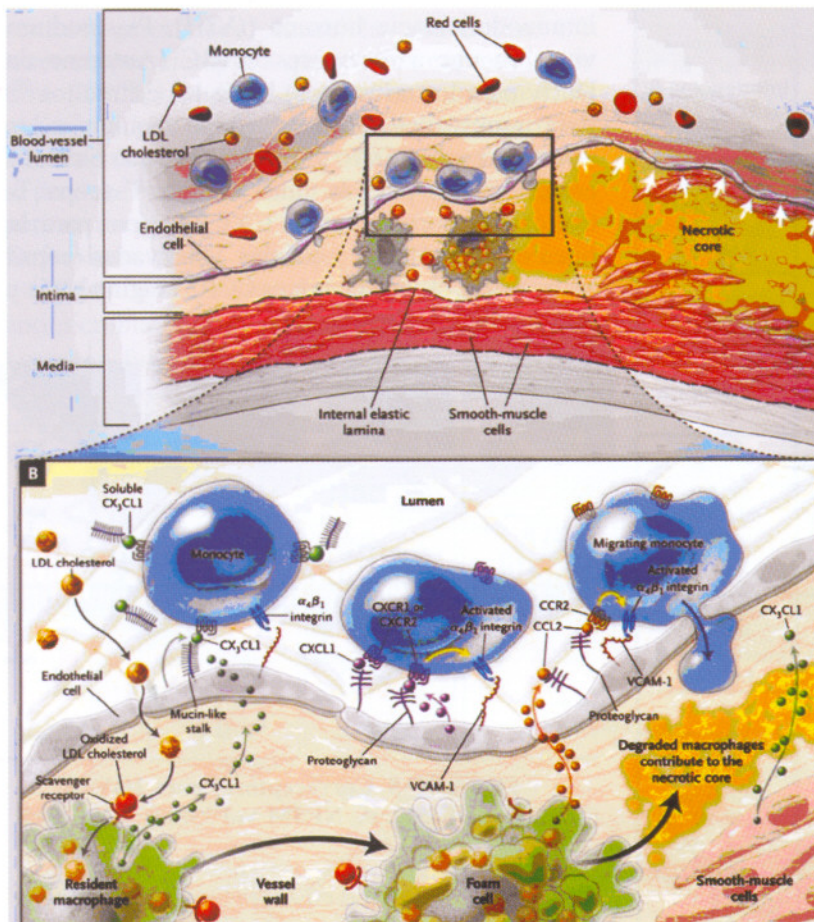 Red cells
Monocyte
LDL
cholesterol
Blood-vessel
lumen
Endothelial
cell
Necrotic
core
Intima
Media
Internal elastic
lamina
Smooth-muscle
cells
B
Soluble
CX₃CL1
Lumen
LDL cholesterol
Monocyte
Migrating monocyte
α₄β₁
integrin
CXCR1 or
CXCR2
Activated
α₄β₁ integrin
CCR2
CCL2
Activated
α₄β₁ integrin
CX₃CL1
CX₃CL1
CXCL1
Endothelial
cell
Mucin-like
stalk
VCAM-1
Proteoglycan
Oxidized
LDL cholesterol
Proteoglycan
Degraded macrophages
contribute to the
necrotic core
Scavenger
receptor
CX₃CL1
VCAM-1
Resident
macrophage
Vessel
wall
Foam
cell
Smooth-muscle
cells